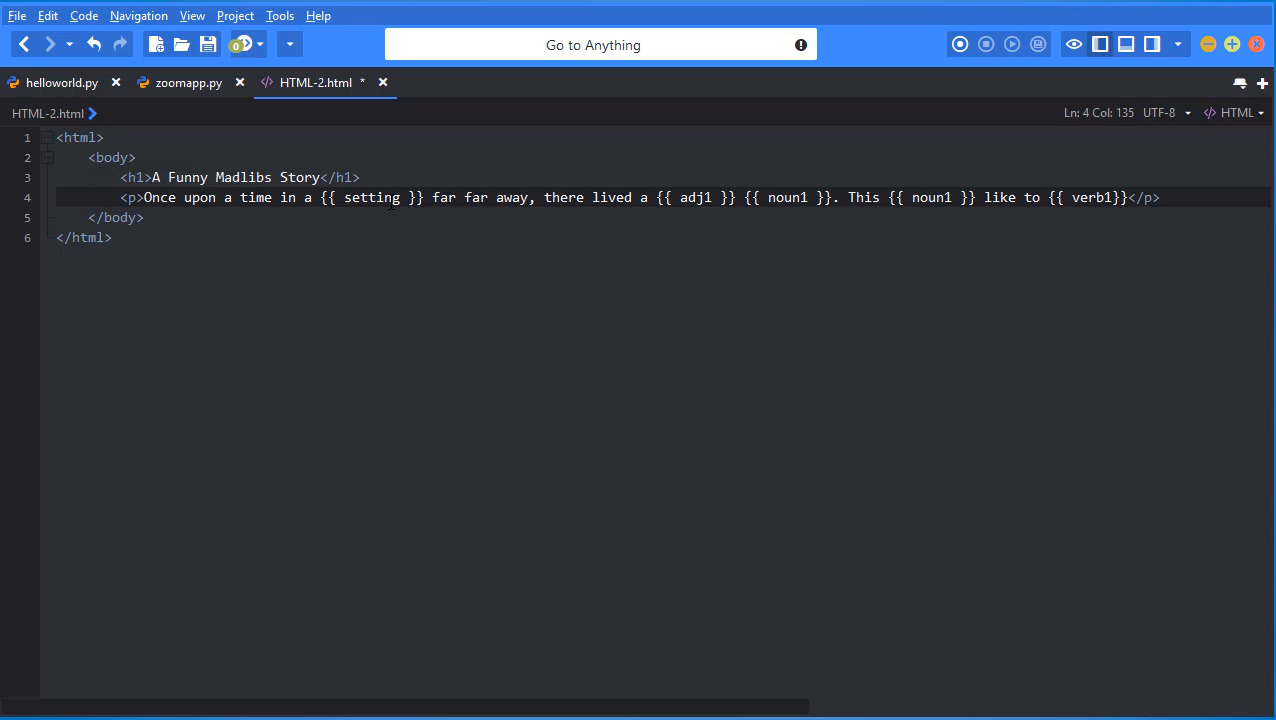 File Edit Code Navigation View Project Tools Help
0 Go to Anything
helloworld.py zoomapp.py HTML-2.html *
HTML-2.html Ln: 4 Col: 135 UTF-8 HTML
1 <html>
2 <body>
3 <h1>A Funny Madlibs Story</h1>
4 <p>Once upon a time in a {{ setting }} far far away, there lived a {{ adj1 }} {{ noun1 }}. This {{ noun1 }} like to {{ verb1}}</p>
5 </body>
6 </html>